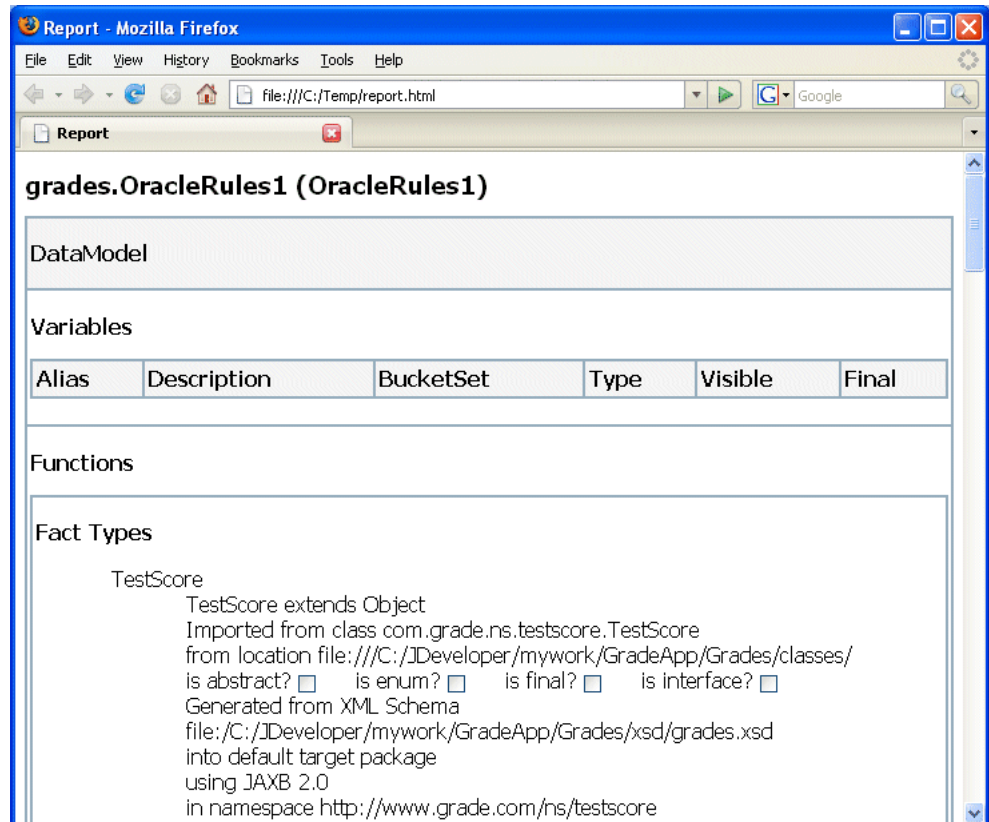 Report - Mozilla Firefox
File Edit View History Bookmarks Tools Help
file:///C:/Temp/report.html G Google
Report
grades.OracleRules1 (OracleRules1)
DataModel
Variables
Alias Description BucketSet Type Visible Final
Functions
Fact Types
TestScore
TestScore extends Object
Imported from class com.grade.ns.testscore.TestScore
from location file:///C:/JDeveloper/mywork/GradeApp/Grades/classes/
is abstract? is enum? is final? is interface?
Generated from XML Schema
file:/C:/JDeveloper/mywork/GradeApp/Grades/xsd/grades.xsd
into default target package
using JAXB 2.0
in namespace http://www.grade.com/ns/testscore